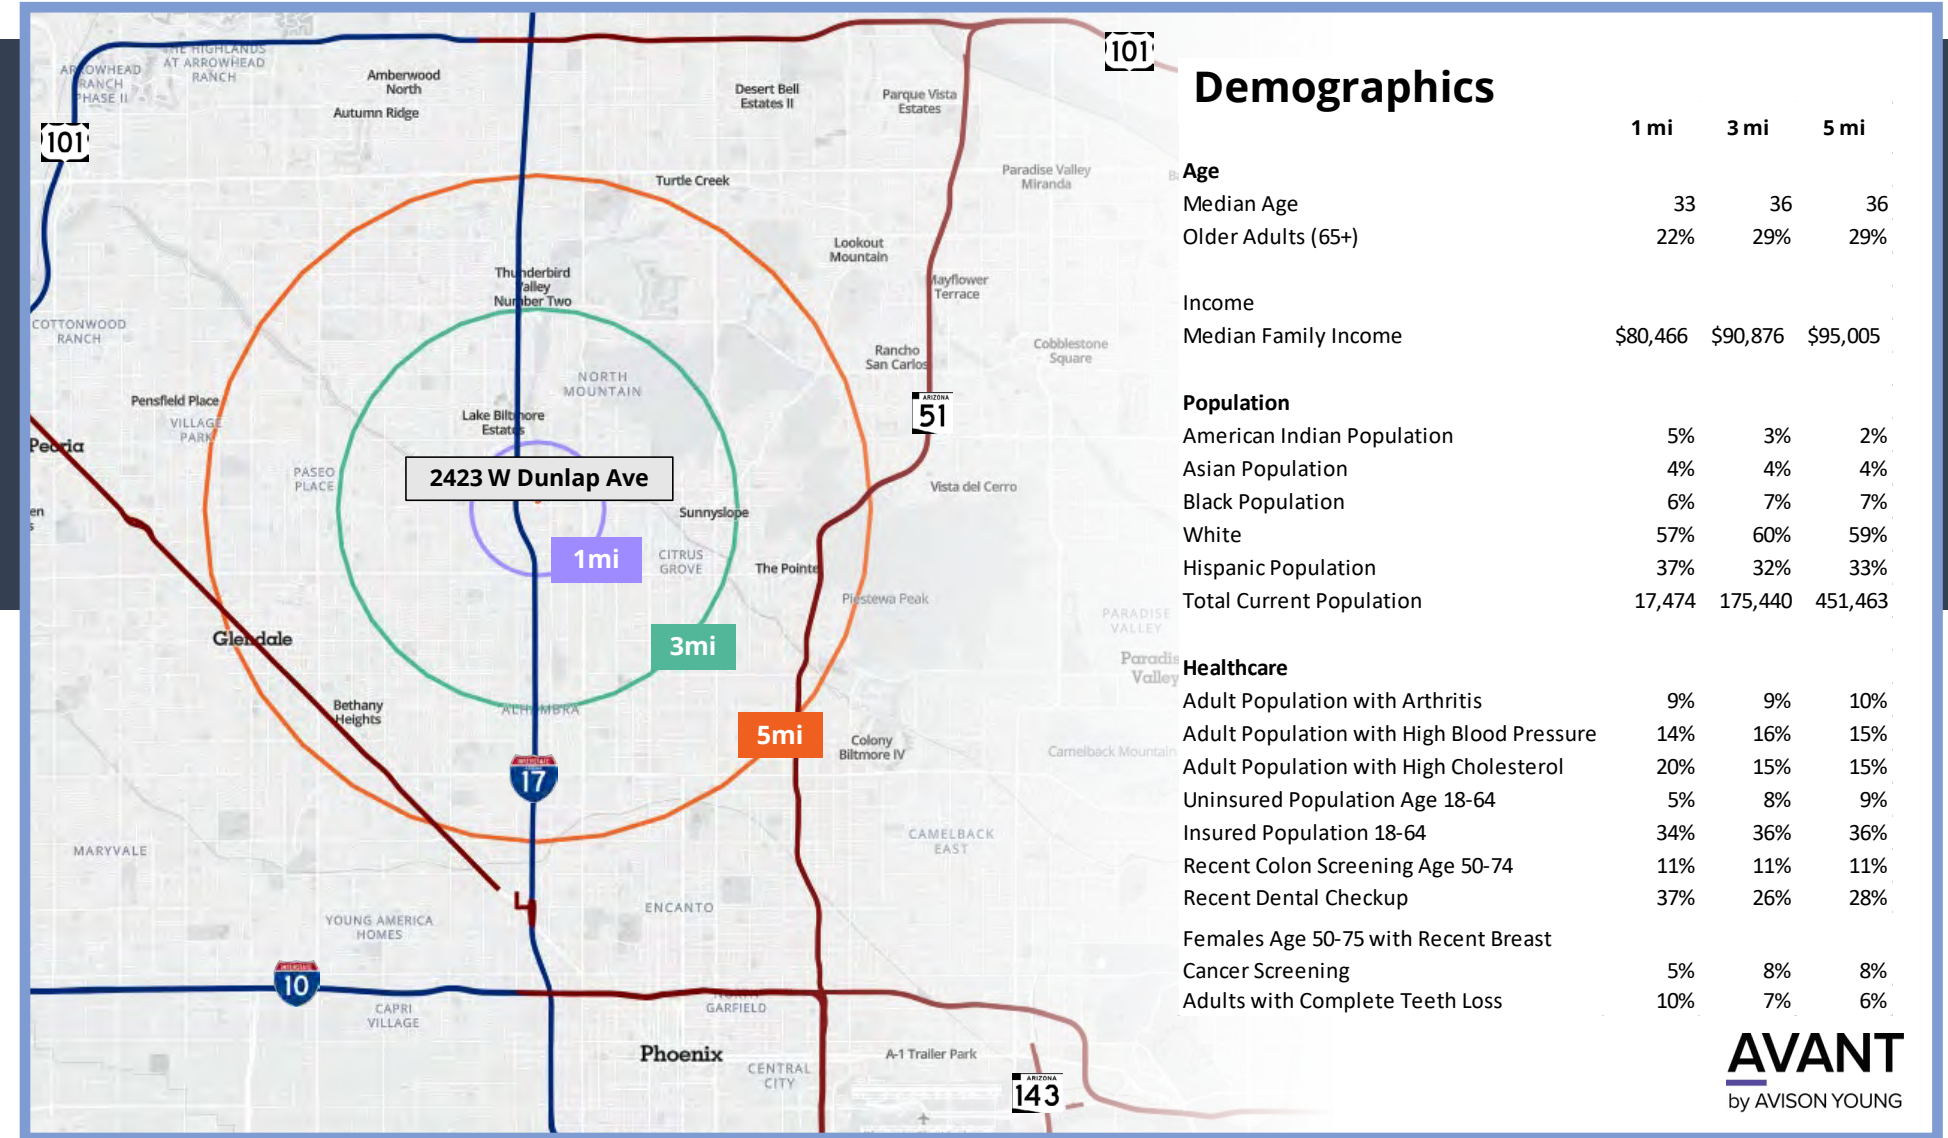 THE HIGHLANDS
AT ARROWHEAD
RANCH
ARROWHEAD
RANCH
PHASE II
Amberwood
North
Autumn Ridge
Desert Bell
Estates II
Parque Vista
Estates
101
101
Turtle Creek
Paradise Valley
Miranda
Lookout
Mountain
Mayflower
Terrace
Thunderbird
Valley
Number Two
COTTONWOOD
RANCH
Rancho
San Carlos
Cobblestone
Square
NORTH
MOUNTAIN
Pensfield Place
VILLAGE
PARK
Lake Biltmore
Estates
ARIZONA
51
Peoria
PASEO
PLACE
2423 W Dunlap Ave
Vista del Cerro
Sunnyslope
1mi
CITRUS
GROVE
The Pointe
Piestewa Peak
PARADISE
VALLEY
Glendale
3mi
Paradis
Valley
Bethany
Heights
ALHAMBRA
5mi
Colony
Biltmore IV
Camelback Mountain
INTERSTATE
17
MARYVALE
CAMELBACK
EAST
YOUNG AMERICA
HOMES
ENCANTO
INTERSTATE
10
CAPRI
VILLAGE
NORTH
GARFIELD
Phoenix
A-1 Trailer Park
CENTRAL
CITY
ARIZONA
143
Demographics
1 mi 3 mi 5 mi
Age
Median Age 33 36 36
Older Adults (65+) 22% 29% 29%
Income
Median Family Income $80,466 $90,876 $95,005
Population
American Indian Population 5% 3% 2%
Asian Population 4% 4% 4%
Black Population 6% 7% 7%
White 57% 60% 59%
Hispanic Population 37% 32% 33%
Total Current Population 17,474 175,440 451,463
Healthcare
Adult Population with Arthritis 9% 9% 10%
Adult Population with High Blood Pressure 14% 16% 15%
Adult Population with High Cholesterol 20% 15% 15%
Uninsured Population Age 18-64 5% 8% 9%
Insured Population 18-64 34% 36% 36%
Recent Colon Screening Age 50-74 11% 11% 11%
Recent Dental Checkup 37% 26% 28%
Females Age 50-75 with Recent Breast
Cancer Screening 5% 8% 8%
Adults with Complete Teeth Loss 10% 7% 6%
AVANT
by AVISON YOUNG